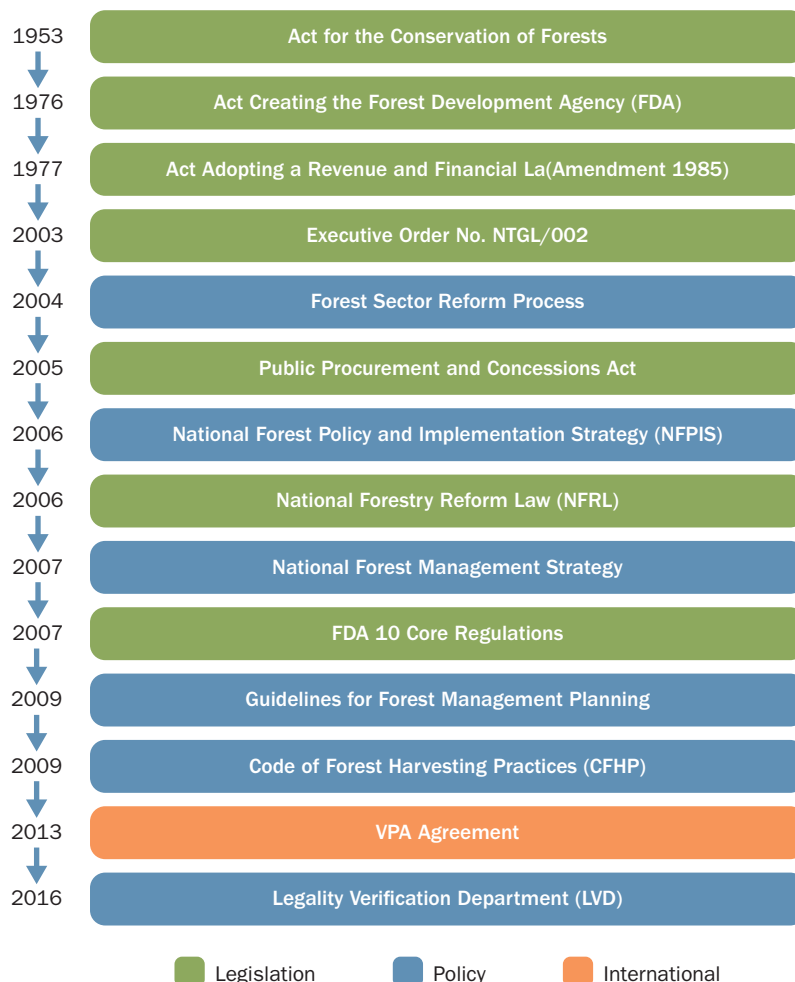 1953 Act for the Conservation of Forests
1976 Act Creating the Forest Development Agency (FDA)
1977 Act Adopting a Revenue and Financial La(Amendment 1985)
2003 Executive Order No. NTGL/002
2004 Forest Sector Reform Process
2005 Public Procurement and Concessions Act
2006 National Forest Policy and Implementation Strategy (NFPIS)
2006 National Forestry Reform Law (NFRL)
2007 National Forest Management Strategy
2007 FDA 10 Core Regulations
2009 Guidelines for Forest Management Planning
2009 Code of Forest Harvesting Practices (CFHP)
2013 VPA Agreement
2016 Legality Verification Department (LVD)
Legislation Policy International